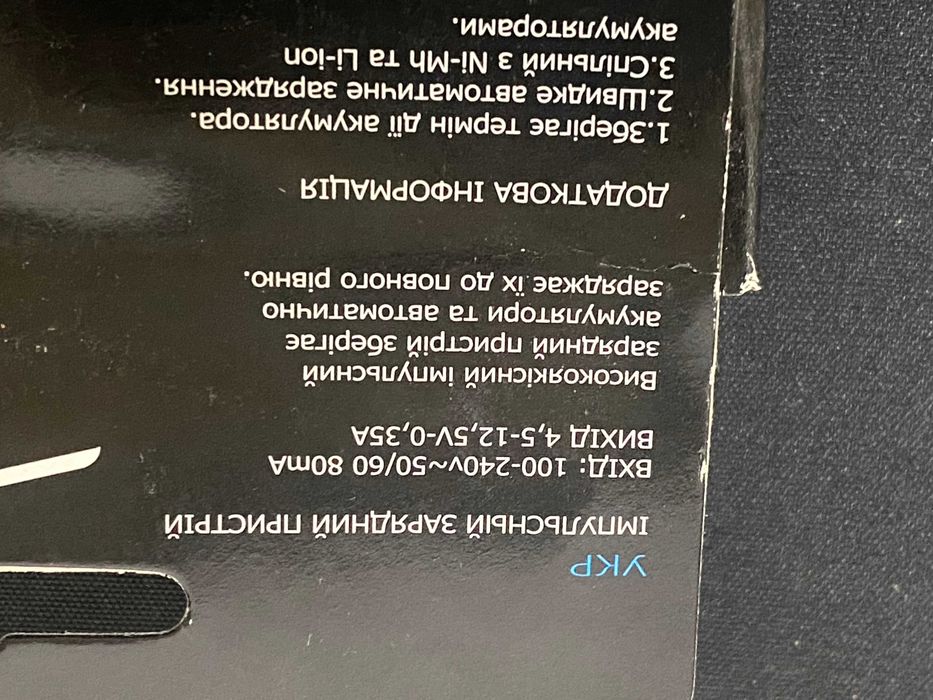 УКР
ІМПУЛЬСНЫЙ ЗАРЯДНИЙ ПРИСТРІЙ
ВХІД: 100-240v~50/60 80mA
ВИХІД 4,5-12,5V-0,35A
Високоякісний імпульсний
зарядний пристрій зберігає
акумулятори та автоматично
заряджає їх до повного рівню.
ДОДАТКОВА ІНФОРМАЦІЯ
1.Зберігає термін дії акумулятора.
2.Швидке автоматичне зарядження.
3.Спільний з Ni-Mh та Li-ion
акумуляторами.